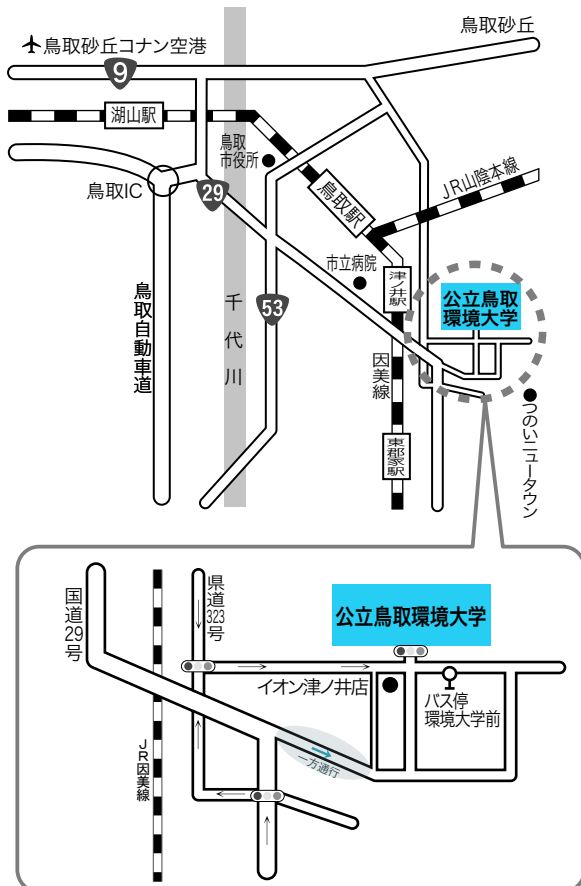 鳥取砂丘
鳥取砂丘コナン空港
9
湖山駅
鳥取
市役所
鳥取IC
29
鳥取駅
JR山陰本線
市立病院
津ノ井駅
公立鳥取
環境大学
鳥取自動車道
千代川
53
因美線
つのいニュータウン
東郡家駅
国道29号
県道323号
公立鳥取環境大学
イオン津ノ井店
バス停
環境大学前
一方通行
JR因美線